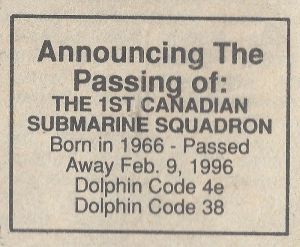 Announcing The
Passing of:
THE 1ST CANADIAN
SUBMARINE SQUADRON
Born in 1966 - Passed
Away Feb. 9, 1996
Dolphin Code 4e
Dolphin Code 38